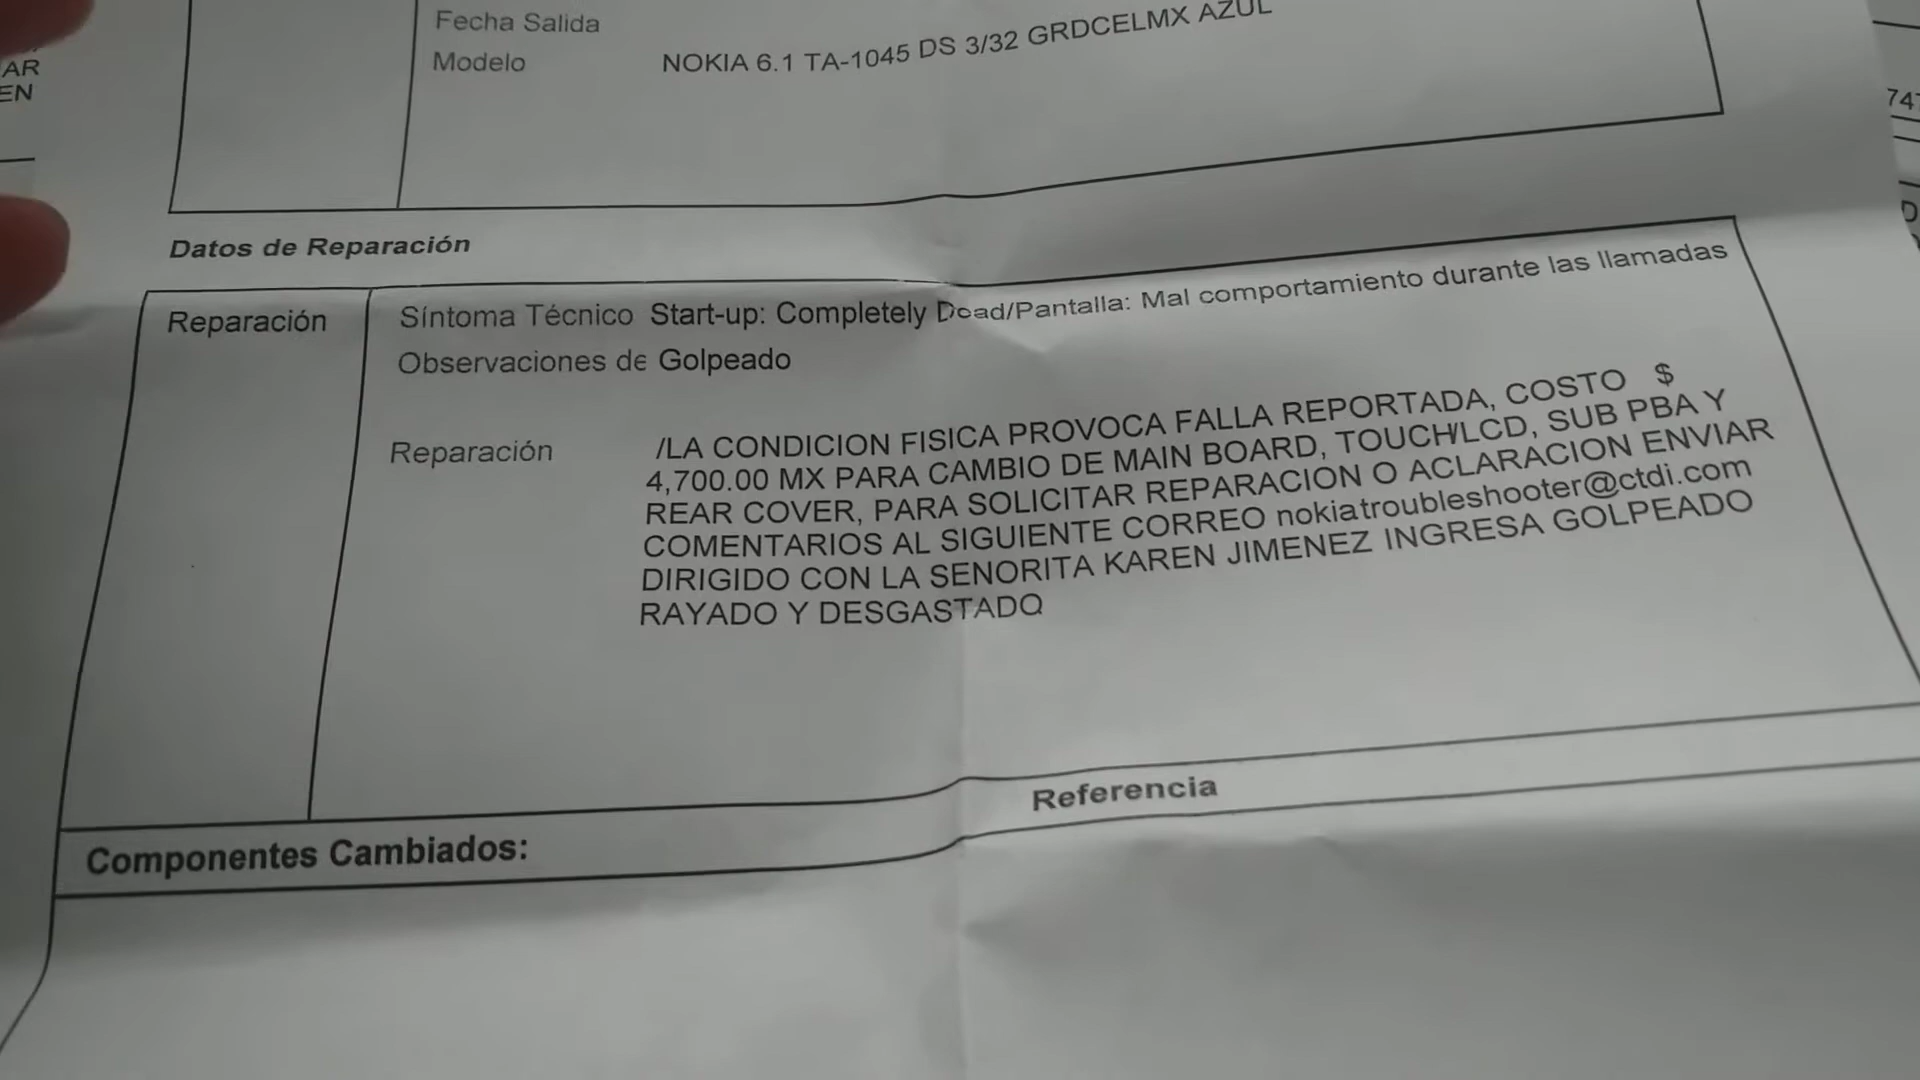 Fecha Salida
Modelo NOKIA 6.1 TA-1045 DS 3/32 GRDCELMX AZUL
AR
EN
74
Datos de Reparación
Reparación
Síntoma Técnico Start-up: Completely Dead/Pantalla: Mal comportamiento durante las llamadas
Observaciones de Golpeado
Reparación /LA CONDICION FISICA PROVOCA FALLA REPORTADA, COSTO $
4,700.00 MX PARA CAMBIO DE MAIN BOARD, TOUCH/LCD, SUB PBA Y
REAR COVER, PARA SOLICITAR REPARACION O ACLARACION ENVIAR
COMENTARIOS AL SIGUIENTE CORREO nokiatroubleshooter@ctdi.com
DIRIGIDO CON LA SENORITA KAREN JIMENEZ INGRESA GOLPEADO
RAYADO Y DESGASTADO
Referencia
Componentes Cambiados: